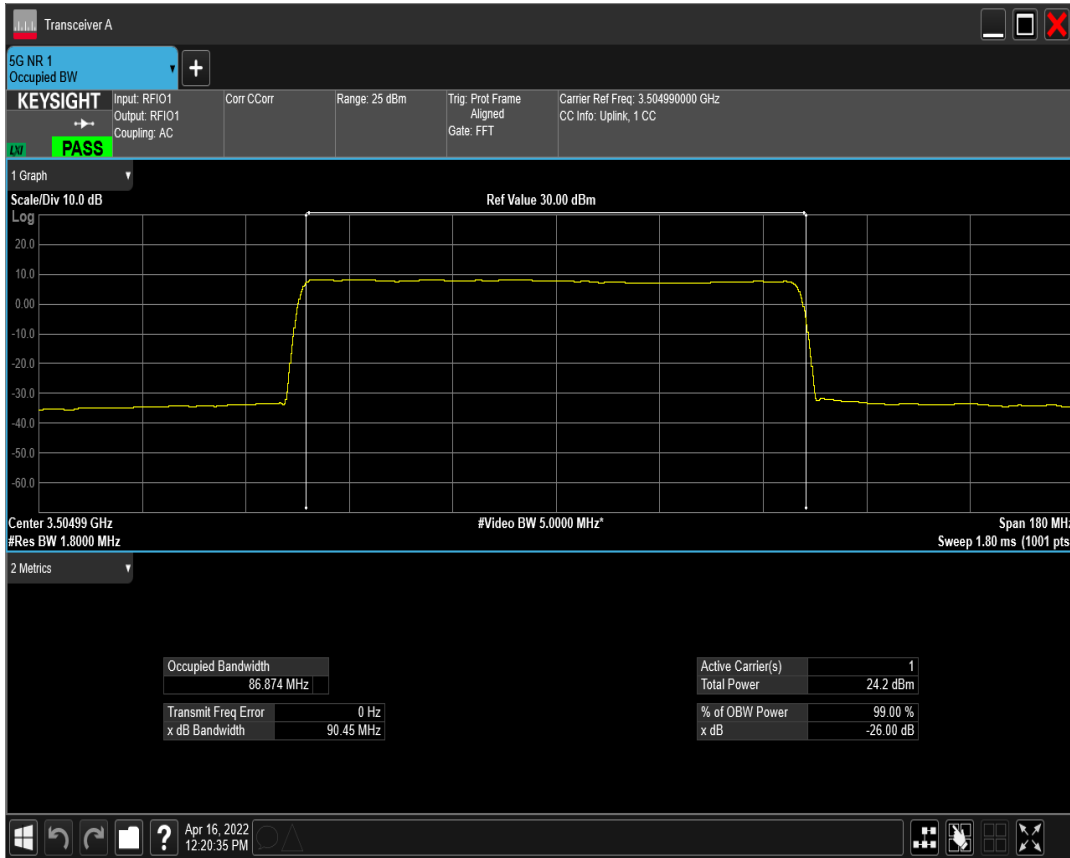 Transceiver A
5G NR 1
Occupied BW
+
KEYSIGHT
Input: RFIO1
Output: RFIO1
Coupling: AC
Corr CCorr
Range: 25 dBm
Trig: Prot Frame
Aligned
Gate: FFT
Carrier Ref Freq: 3.504990000 GHz
CC Info: Uplink, 1 CC
LXI
PASS
1 Graph
Scale/Div 10.0 dB
Ref Value 30.00 dBm
Log
20.0
10.0
0.00
-10.0
-20.0
-30.0
-40.0
-50.0
-60.0
Center 3.50499 GHz
#Video BW 5.0000 MHz*
Span 180 MHz
#Res BW 1.8000 MHz
Sweep 1.80 ms (1001 pts
2 Metrics
Occupied Bandwidth
86.874 MHz
Transmit Freq Error 0 Hz
x dB Bandwidth 90.45 MHz
Active Carrier(s) 1
Total Power 24.2 dBm
% of OBW Power 99.00 %
x dB -26.00 dB
?
Apr 16, 2022
12:20:35 PM